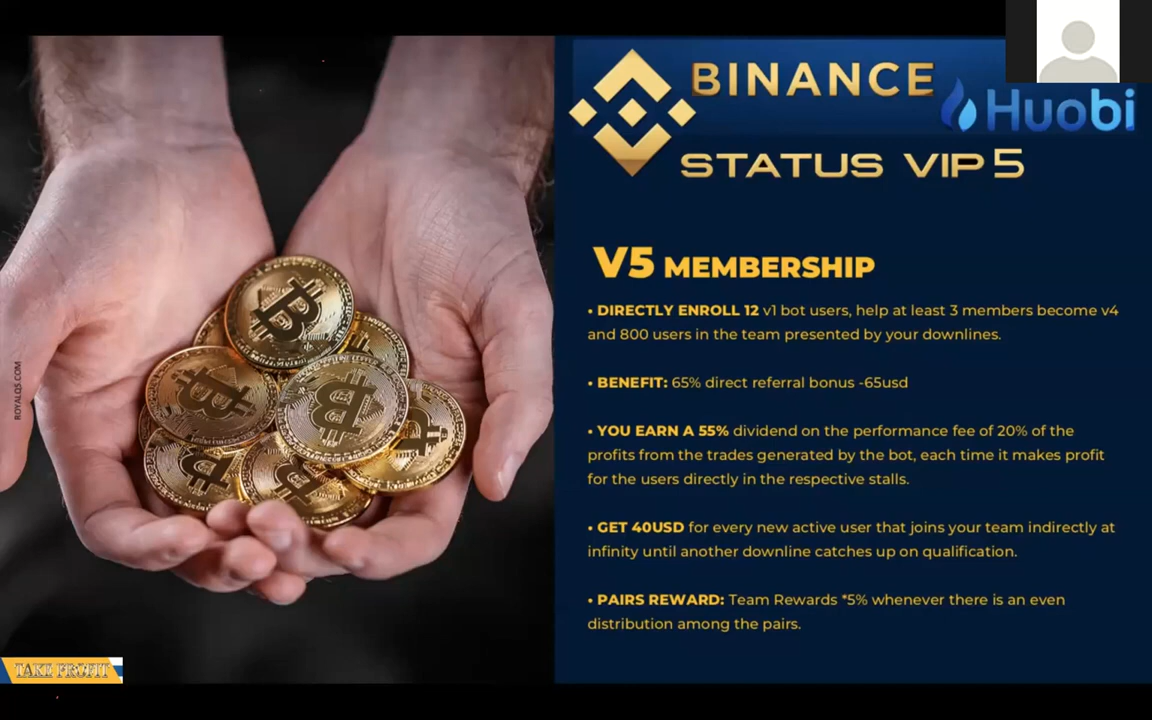 BINANCE
Huobi
STATUS VIP 5
V5 MEMBERSHIP
• DIRECTLY ENROLL 12 v1 bot users, help at least 3 members become v4
and 800 users in the team presented by your downlines.
• BENEFIT: 65% direct referral bonus -65usd
• YOU EARN A 55% dividend on the performance fee of 20% of the
profits from the trades generated by the bot, each time it makes profit
for the users directly in the respective stalls.
• GET 40USD for every new active user that joins your team indirectly at
infinity until another downline catches up on qualification.
• PAIRS REWARD: Team Rewards *5% whenever there is an even
distribution among the pairs.
ROYALQS.COM
TAKE PROFIT